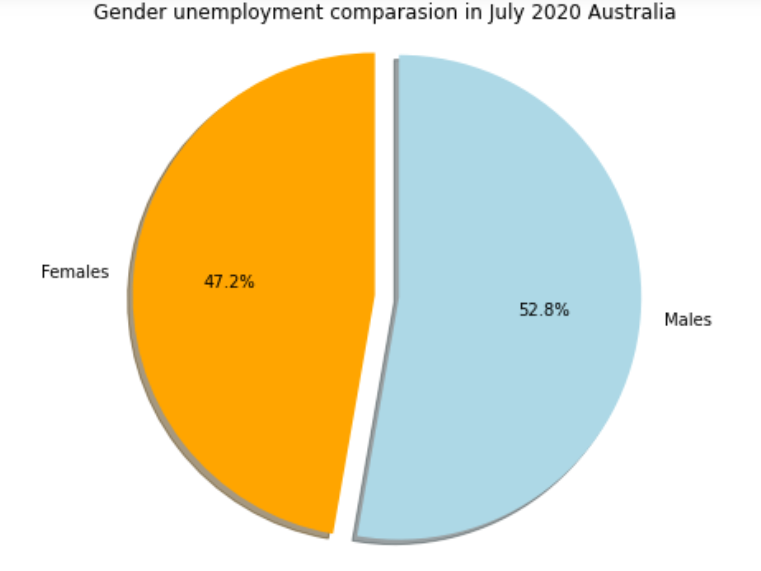 Gender unemployment comparasion in July 2020 Australia
Females
47.2%
52.8%
Males